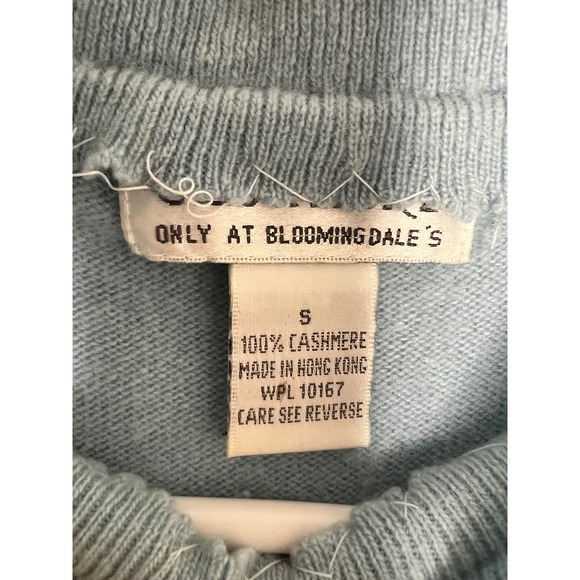 ONLY AT BLOOMINGDALE'S
S
100% CASHMERE
MADE IN HONG KONG
WPL 10167
CARE SEE REVERSE